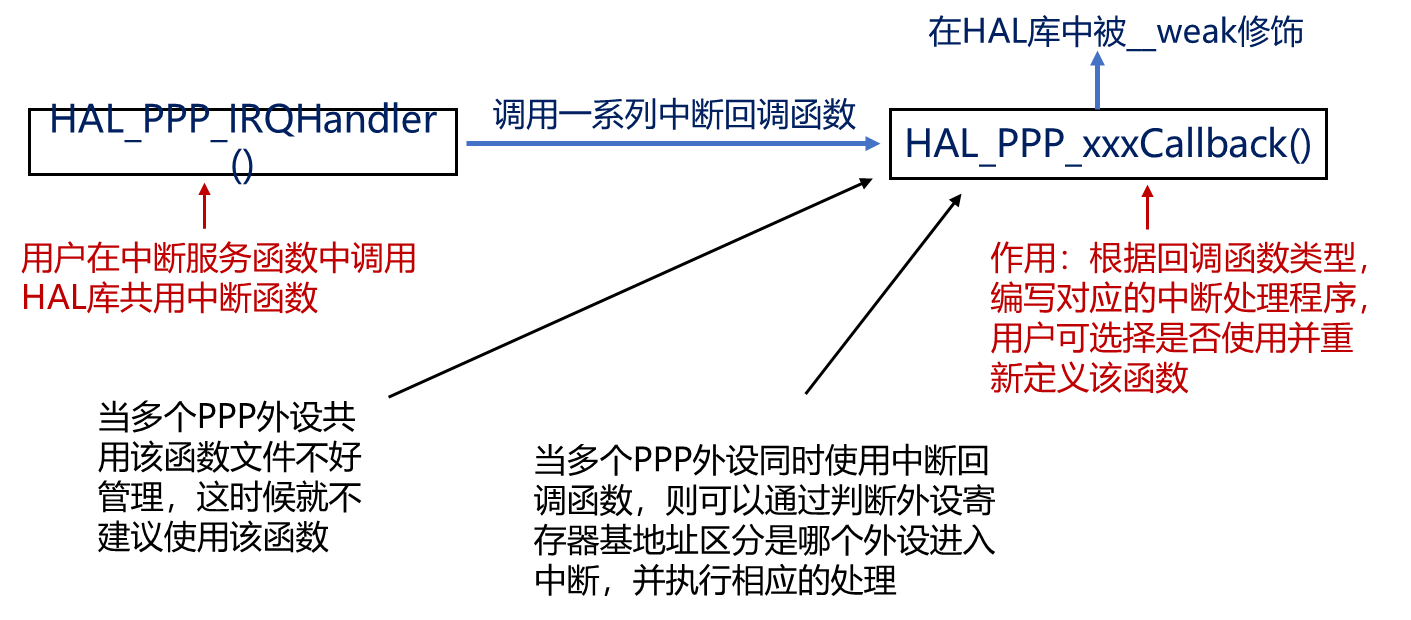 在HAL库中被__weak修饰
HAL_PPP_IRQHandler
()
调用一系列中断回调函数
HAL_PPP_xxxCallback()
用户在中断服务函数中调用
HAL库共用中断函数
作用：根据回调函数类型，
编写对应的中断处理程序，
用户可选择是否使用并重
新定义该函数
当多个PPP外设共
用该函数文件不好
管理，这时候就不
建议使用该函数
当多个PPP外设同时使用中断回
调函数，则可以通过判断外设寄
存器基地址区分是哪个外设进入
中断，并执行相应的处理